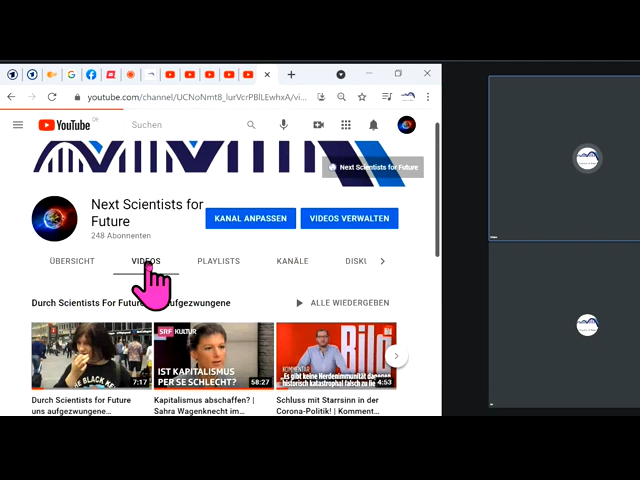 youtube.com/channel/UCNoNmt8_lurVcrPBlLEwhxA/vi...
YouTube DE
Suchen
Next Scientists for Future
Next Scientists for
Future
248 Abonnenten
KANAL ANPASSEN
VIDEOS VERWALTEN
ÜBERSICHT VIDEOS PLAYLISTS KANÄLE DISKU
Durch Scientists For Future aufgezwungene
ALLE WIEDERGEBEN
THE BLACK
7:17
SRF KULTUR
IST KAPITALISMUS
PER SE SCHLECHT?
58:27
Bild
KOMMENTAR
„Es gibt keine Herdenimmunität
historisch katastrophal falsch zu
4:53
Durch Scientists For Future
uns aufgezwungene...
Kapitalismus abschaffen? |
Sahra Wagenknecht im...
Schluss mit Starrsinn in der
Corona-Politik! | Komment...